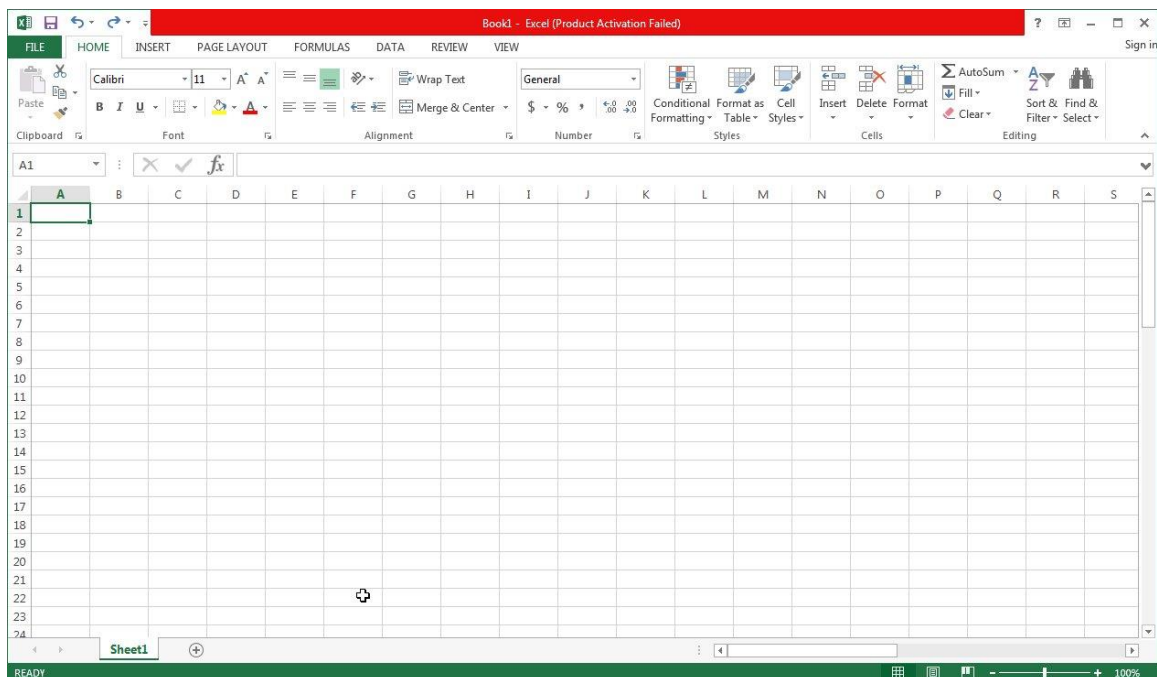 Book1 - Excel (Product Activation Failed)
FILE HOME INSERT PAGE LAYOUT FORMULAS DATA REVIEW VIEW Sign in
Calibri 11 A A Wrap Text General AutoSum
Paste Fill
B I U A Merge & Center $ % , .0 .00 Conditional Format as Cell Insert Delete Format Clear Sort & Find &
Formatting Table Styles Filter Select
Clipboard Font Alignment Number Styles Cells Editing
A1 fx
A B C D E F G H I J K L M N O P Q R S
1
2
3
4
5
6
7
8
9
10
11
12
13
14
15
16
17
18
19
20
21
22
23
24
Sheet1
READY 100%